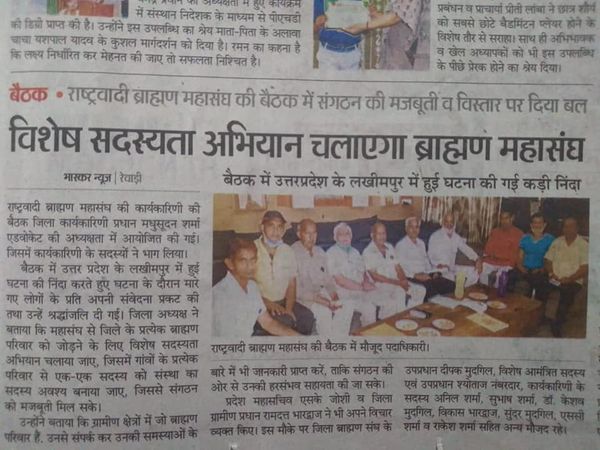 की डिग्री प्राप्त की है। उन्होंने इस उपलब्धि
का श्रेय माता-पिता के अलावा
चाचा यशपाल यादव के कुशल मार्गदर्शन को दिया है। रमन का कहना है
कि लक्ष्य निर्धारित कर मेहनत की जाए तो सफलता निश्चित है।
प्रबंधन व प्राचार्या प्रीती लांबा ने छात्र शौर्य
को सबसे छोटे बैडमिंटन प्लेयर होने के
विशेष तौर से सराहा। साथ ही अभिभावक
व खेल अध्यापकों को भी इस उपलब्धि
के पीछे प्रेरक होने का श्रेय दिया।
बैठक • राष्ट्रवादी ब्राह्मण महासंघ की बैठक में संगठन की मजबूती व विस्तार पर दिया बल
विशेष सदस्यता अभियान चलाएगा ब्राह्मण महासंघ
भास्कर न्यूज | रेवाड़ी
राष्ट्रवादी ब्राह्मण महासंघ की कार्यकारिणी की
बैठक जिला कार्यकारिणी प्रधान मधुसूदन शर्मा
एडवोकेट की अध्यक्षता में आयोजित की गई।
जिसमें कार्यकारिणी के सदस्यों ने भाग लिया।
बैठक में उत्तर प्रदेश के लखीमपुर में हुई
घटना की निंदा करते हुए घटना के दौरान मारे
गए लोगों के प्रति अपनी संवेदना प्रकट की
तथा उन्हें श्रद्धांजलि दी गई। जिला अध्यक्ष ने
बताया कि महासंघ से जिले के प्रत्येक ब्राह्मण
परिवार को जोड़ने के लिए विशेष सदस्यता
अभियान चलाया जाए, जिसमें गांवों के प्रत्येक
परिवार से एक-एक सदस्य को संस्था का
सदस्य अवश्य बनाया जाए, जिससे संगठन
को मजबूती मिल सके।
उन्होंने बताया कि ग्रामीण क्षेत्रों में जो ब्राह्मण
परिवार हैं, उनसे संपर्क कर उनकी समस्याओं के
बैठक में उत्तरप्रदेश के लखीमपुर में हुई घटना की गई कड़ी निंदा
राष्ट्रवादी ब्राह्मण महासंघ की बैठक में मौजूद पदाधिकारी।
बारे में भी जानकारी प्राप्त करें, ताकि संगठन की
ओर से उनकी हरसंभव सहायता की जा सके।
प्रदेश महासचिव एसके जोशी व जिला
ग्रामीण प्रधान रामदत्त भारद्वाज ने भी अपने विचार
व्यक्त किए। इस मौके पर जिला ब्राह्मण संघ के
उपप्रधान दीपक मुदगिल, विशेष आमंत्रित सदस्य
एवं उपप्रधान श्योताज नंबरदार, कार्यकारिणी के
सदस्य अनिल शर्मा, सुभाष शर्मा, डॉ. केशव
मुदगिल, विकास भारद्वाज, सुंदर मुदगिल, एससी
शर्मा व राकेश शर्मा सहित अन्य मौजूद रहे।